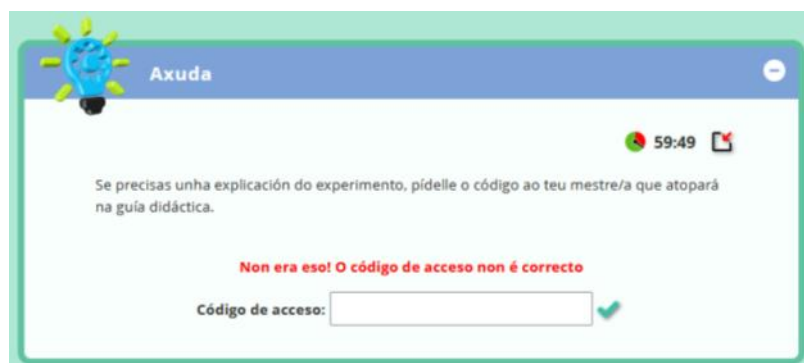 Axuda
59:49
Se precisas unha explicación do experimento, pídelle o código ao teu mestre/a que atopará
na guía didáctica.
Non era eso! O código de acceso non é correcto
Código de acceso: